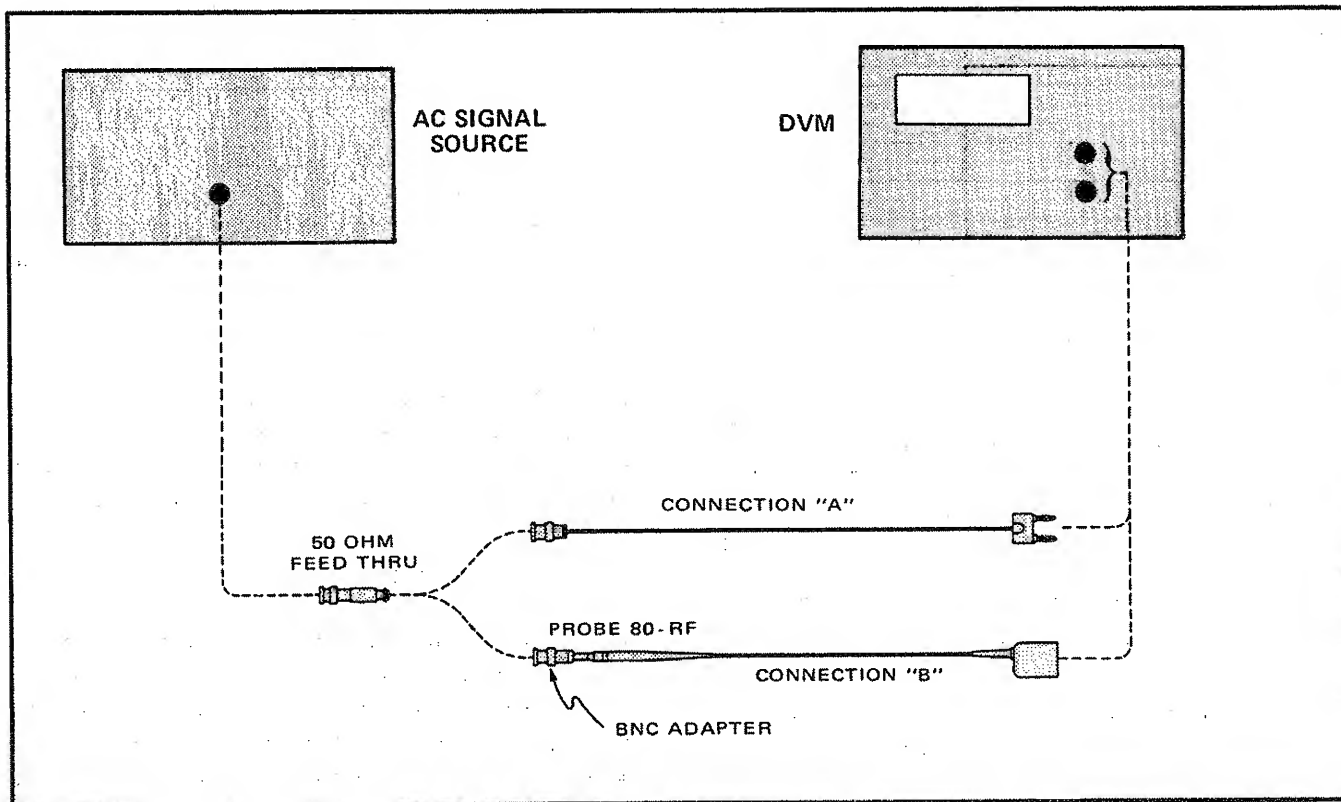 AC SIGNAL
SOURCE
DVM
CONNECTION "A"
50 OHM
FEED THRU
PROBE 80-RF
CONNECTION "B"
BNC ADAPTER